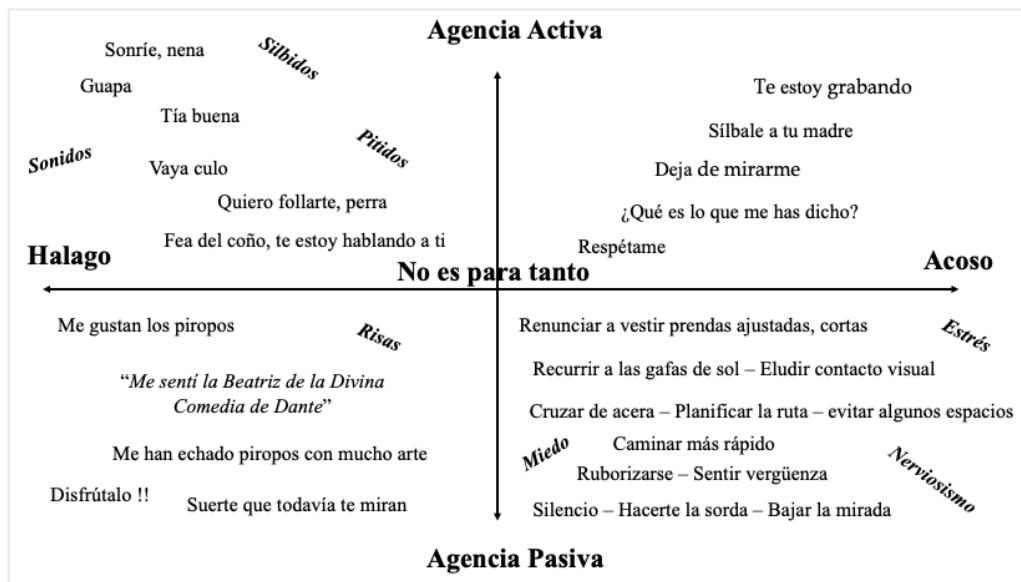 Agencia Activa
Sonríe, nena
Silbidos
Guapa
Tía buena
Pitidos
Sonidos
Vaya culo
Quiero follarte, perra
Fea del coño, te estoy hablando a ti
Te estoy grabando
Sílbale a tu madre
Deja de mirarme
¿Qué es lo que me has dicho?
Respétame
Halago
No es para tanto
Acoso
Me gustan los piropos
Risas
“Me sentí la Beatriz de la Divina
Comedia de Dante”
Me han echado piropos con mucho arte
Disfrútalo !!
Suerte que todavía te miran
Renunciar a vestir prendas ajustadas, cortas
Estrés
Recurrir a las gafas de sol – Eludir contacto visual
Cruzar de acera – Planificar la ruta – evitar algunos espacios
Miedo
Caminar más rápido
Nerviosismo
Ruborizarse – Sentir vergüenza
Silencio – Hacerte la sorda – Bajar la mirada
Agencia Pasiva